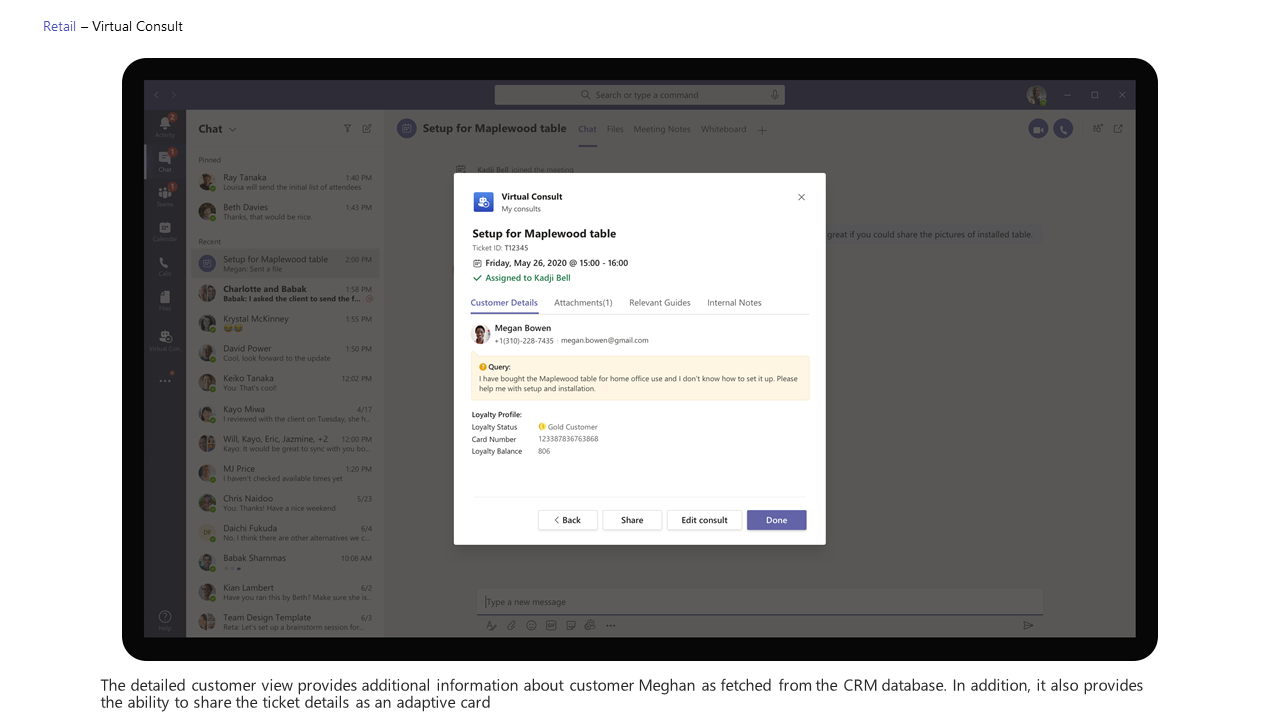 Retail – Virtual Consult
Search or type a command
Activity
2
Chat
1
Teams
1
Calendar
Calls
Files
Virtual Con...
Help
Chat
Pinned
Ray Tanaka 1:40 PM
Louisa will send the initial list of attendees.
Beth Davies 1:43 PM
Thanks, that would be nice.
Recent
Setup for Maplewood table 2:00 PM
Megan: Sent a file
Charlotte and Babak 1:58 PM
Babak: I asked the client to send the f...
Krystal McKinney 1:55 PM
😂😂
David Power 1:50 PM
Cool, look forward to the update
Keiko Tanaka 12:02 PM
You: That's cool!
Kayo Miwa 4/17
I reviewed with the client on Tuesday, she h...
Will, Kayo, Eric, Jazmine, +2 12:00 PM
Kayo: It would be great to sync with you bo...
MJ Price 1:20 PM
I haven't checked available times yet
Chris Naidoo 5/23
You: Thanks! Have a nice weekend
DF
Daichi Fukuda 6/4
No, I think there are other alternatives we c...
Babak Shammas 10:08 AM
Kian Lambert 6/2
Have you ran this by Beth? Make sure she is...
Team Design Template 6/3
Reta: Let's set up a brainstorm session for...
Setup for Maplewood table Chat Files Meeting Notes Whiteboard
Kadji Bell joined the meeting
great if you could share the pictures of installed table.
Virtual Consult
My consults
Setup for Maplewood table
Ticket ID: T12345
Friday, May 26, 2020 @ 15:00 - 16:00
Assigned to Kadji Bell
Customer Details Attachments(1) Relevant Guides Internal Notes
Megan Bowen
+1(310)-228-7435 | megan.bowen@gmail.com
Query:
I have bought the Maplewood table for home office use and I don't know how to set it up. Please
help me with setup and installation.
Loyalty Profile:
Loyalty Status Gold Customer
Card Number 123387836763868
Loyalty Balance 806
Back Share Edit consult Done
Type a new message
The detailed customer view provides additional information about customer Meghan as fetched from the CRM database. In addition, it also provides
the ability to share the ticket details as an adaptive card